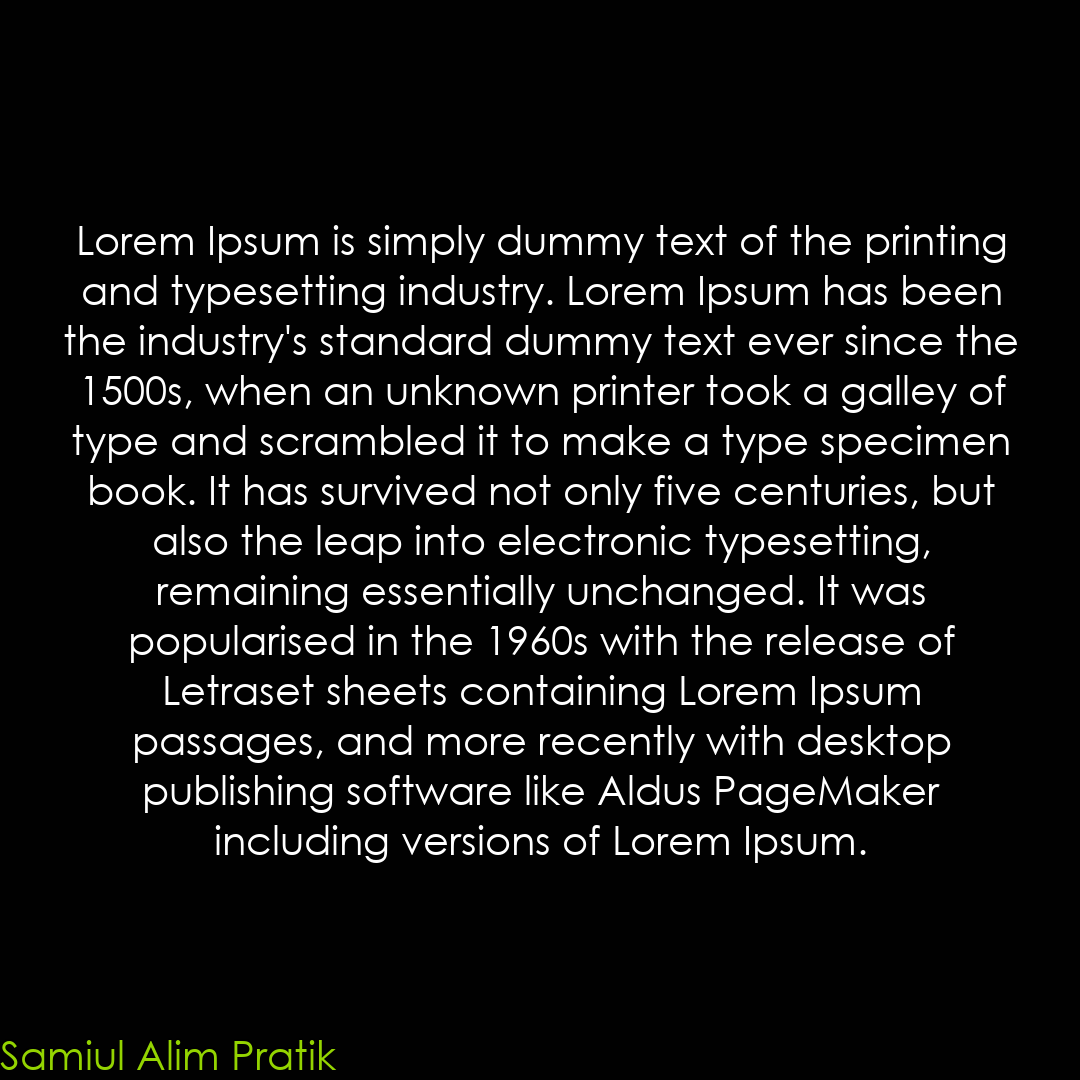 Lorem Ipsum is simply dummy text of the printing
and typesetting industry. Lorem Ipsum has been
the industry's standard dummy text ever since the
1500s, when an unknown printer took a galley of
type and scrambled it to make a type specimen
book. It has survived not only five centuries, but
also the leap into electronic typesetting,
remaining essentially unchanged. It was
popularised in the 1960s with the release of
Letraset sheets containing Lorem Ipsum
passages, and more recently with desktop
publishing software like Aldus PageMaker
including versions of Lorem Ipsum.
Samiul Alim Pratik